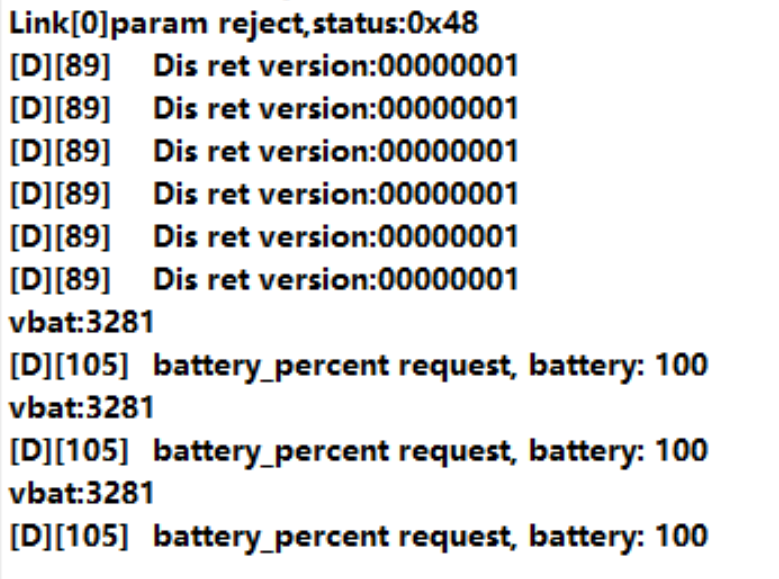 Link[0]param reject,status:0x48
[D][89] Dis ret version:00000001
[D][89] Dis ret version:00000001
[D][89] Dis ret version:00000001
[D][89] Dis ret version:00000001
[D][89] Dis ret version:00000001
[D][89] Dis ret version:00000001
vbat:3281
[D][105] battery_percent request, battery: 100
vbat:3281
[D][105] battery_percent request, battery: 100
vbat:3281
[D][105] battery_percent request, battery: 100